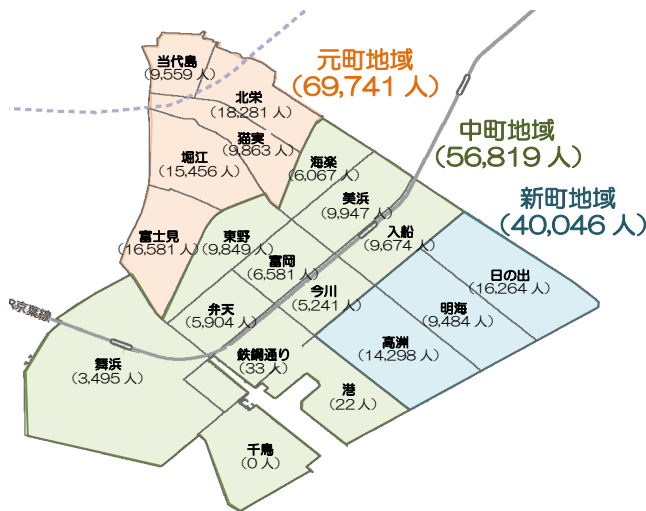 元町地域
(69,741 人)
当代島
(9,559 人)
北栄
(18,281 人)
猫実
(9,863 人)
堀江
(15,456 人)
富士見
(16,581 人)
中町地域
(56,819 人)
海楽
(6,067 人)
美浜
(9,947 人)
入船
(9,674 人)
東野
(9,849 人)
富岡
(6,581 人)
今川
(5,241 人)
弁天
(5,904 人)
鉄鋼通り
(33 人)
舞浜
(3,495 人)
港
(22 人)
千鳥
(0 人)
新町地域
(40,046 人)
日の出
(16,264 人)
明海
(9,484 人)
高洲
(14,298 人)
JR京葉線